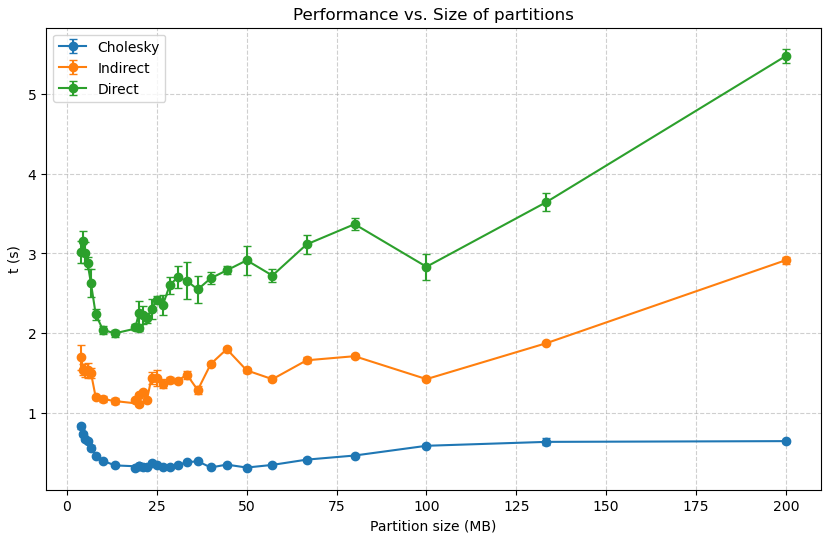 Performance vs. Size of partitions
Cholesky
Indirect
Direct
t (s)
5
4
3
2
1
0
25
50
75
100
125
150
175
200
Partition size (MB)